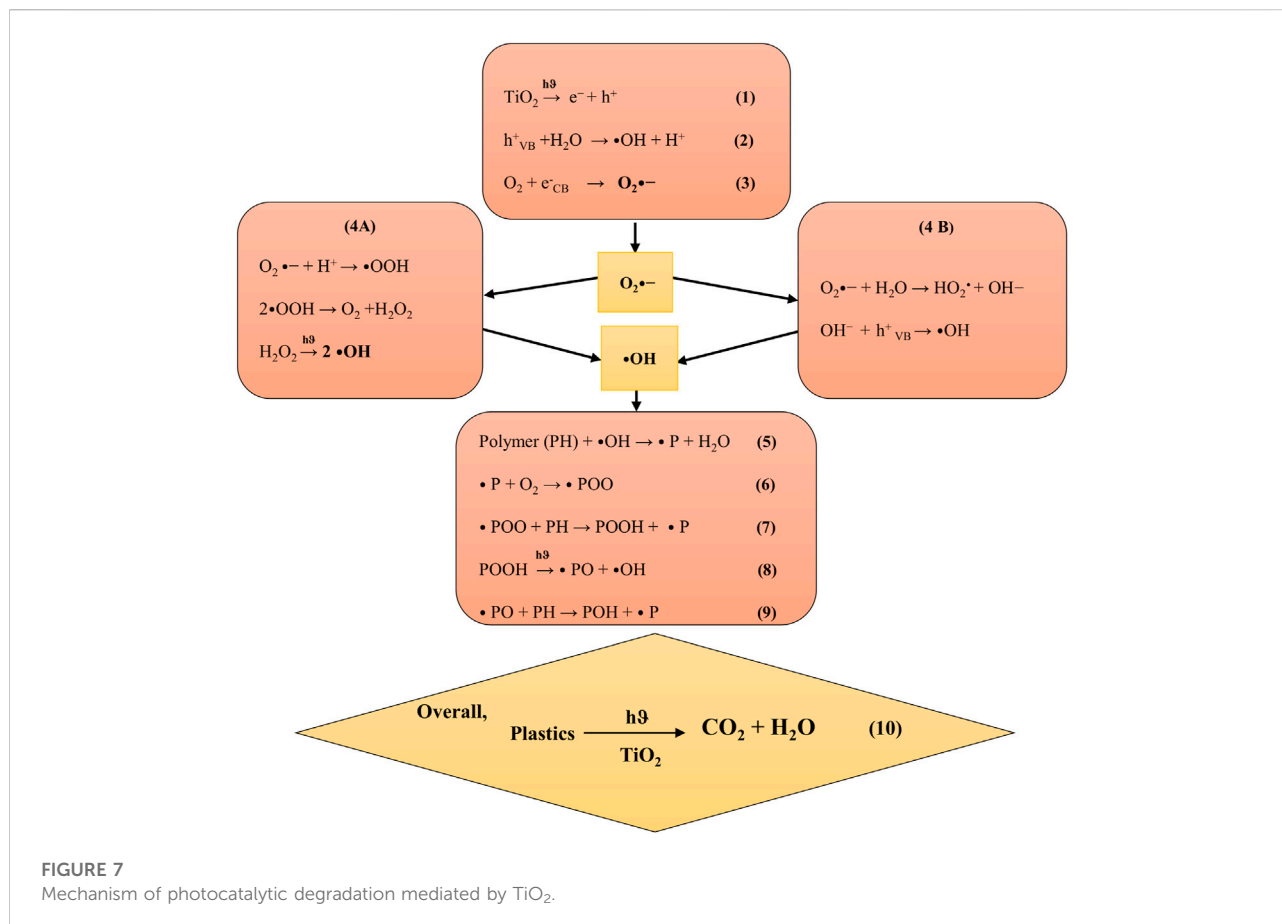 TiO₂ hϑ→ e⁻ + h⁺ (1)
h⁺VB +H₂O → •OH + H⁺ (2)
O₂ + e⁻CB → O₂•− (3)
(4A)
O₂ •− + H⁺ → •OOH
2•OOH → O₂ +H₂O₂
H₂O₂ hϑ→ 2 •OH
O₂•−
(4 B)
O₂•− + H₂O → HO₂• + OH−
OH⁻ + h⁺ VB → •OH
•OH
Polymer (PH) + •OH → • P + H₂O (5)
• P + O₂ → • POO (6)
• POO + PH → POOH + • P (7)
POOH hϑ→ • PO + •OH (8)
• PO + PH → POH + • P (9)
Overall,
Plastics hϑ→ TiO₂ CO₂ + H₂O (10)
FIGURE 7
Mechanism of photocatalytic degradation mediated by TiO₂.